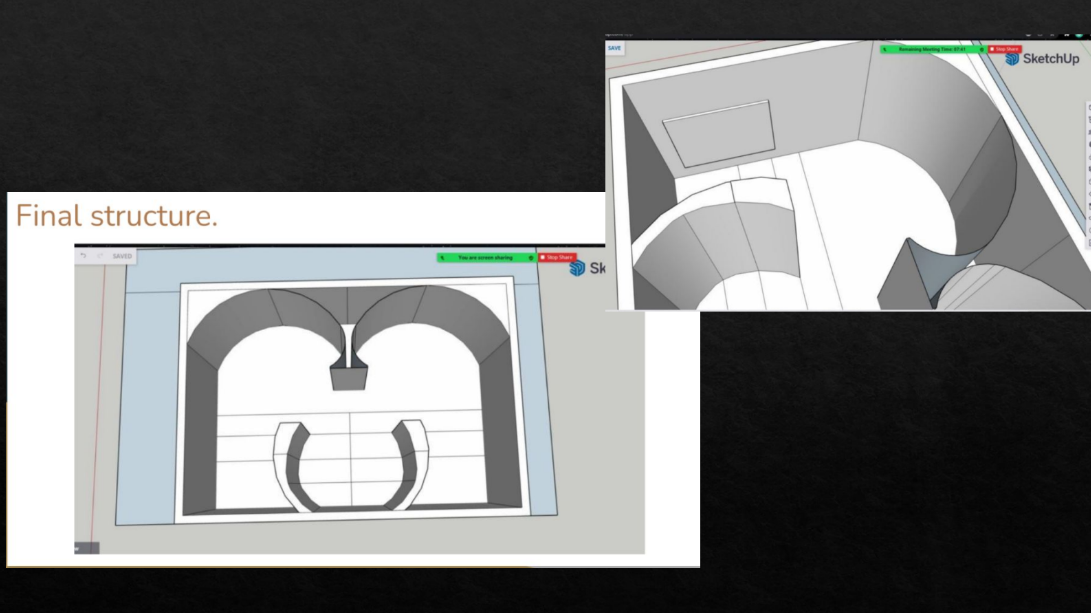 SAVE
Remaining Meeting Time: 07:41
Stop Share
SketchUp
Final structure.
SAVED
You are screen sharing
Stop Share
Sk